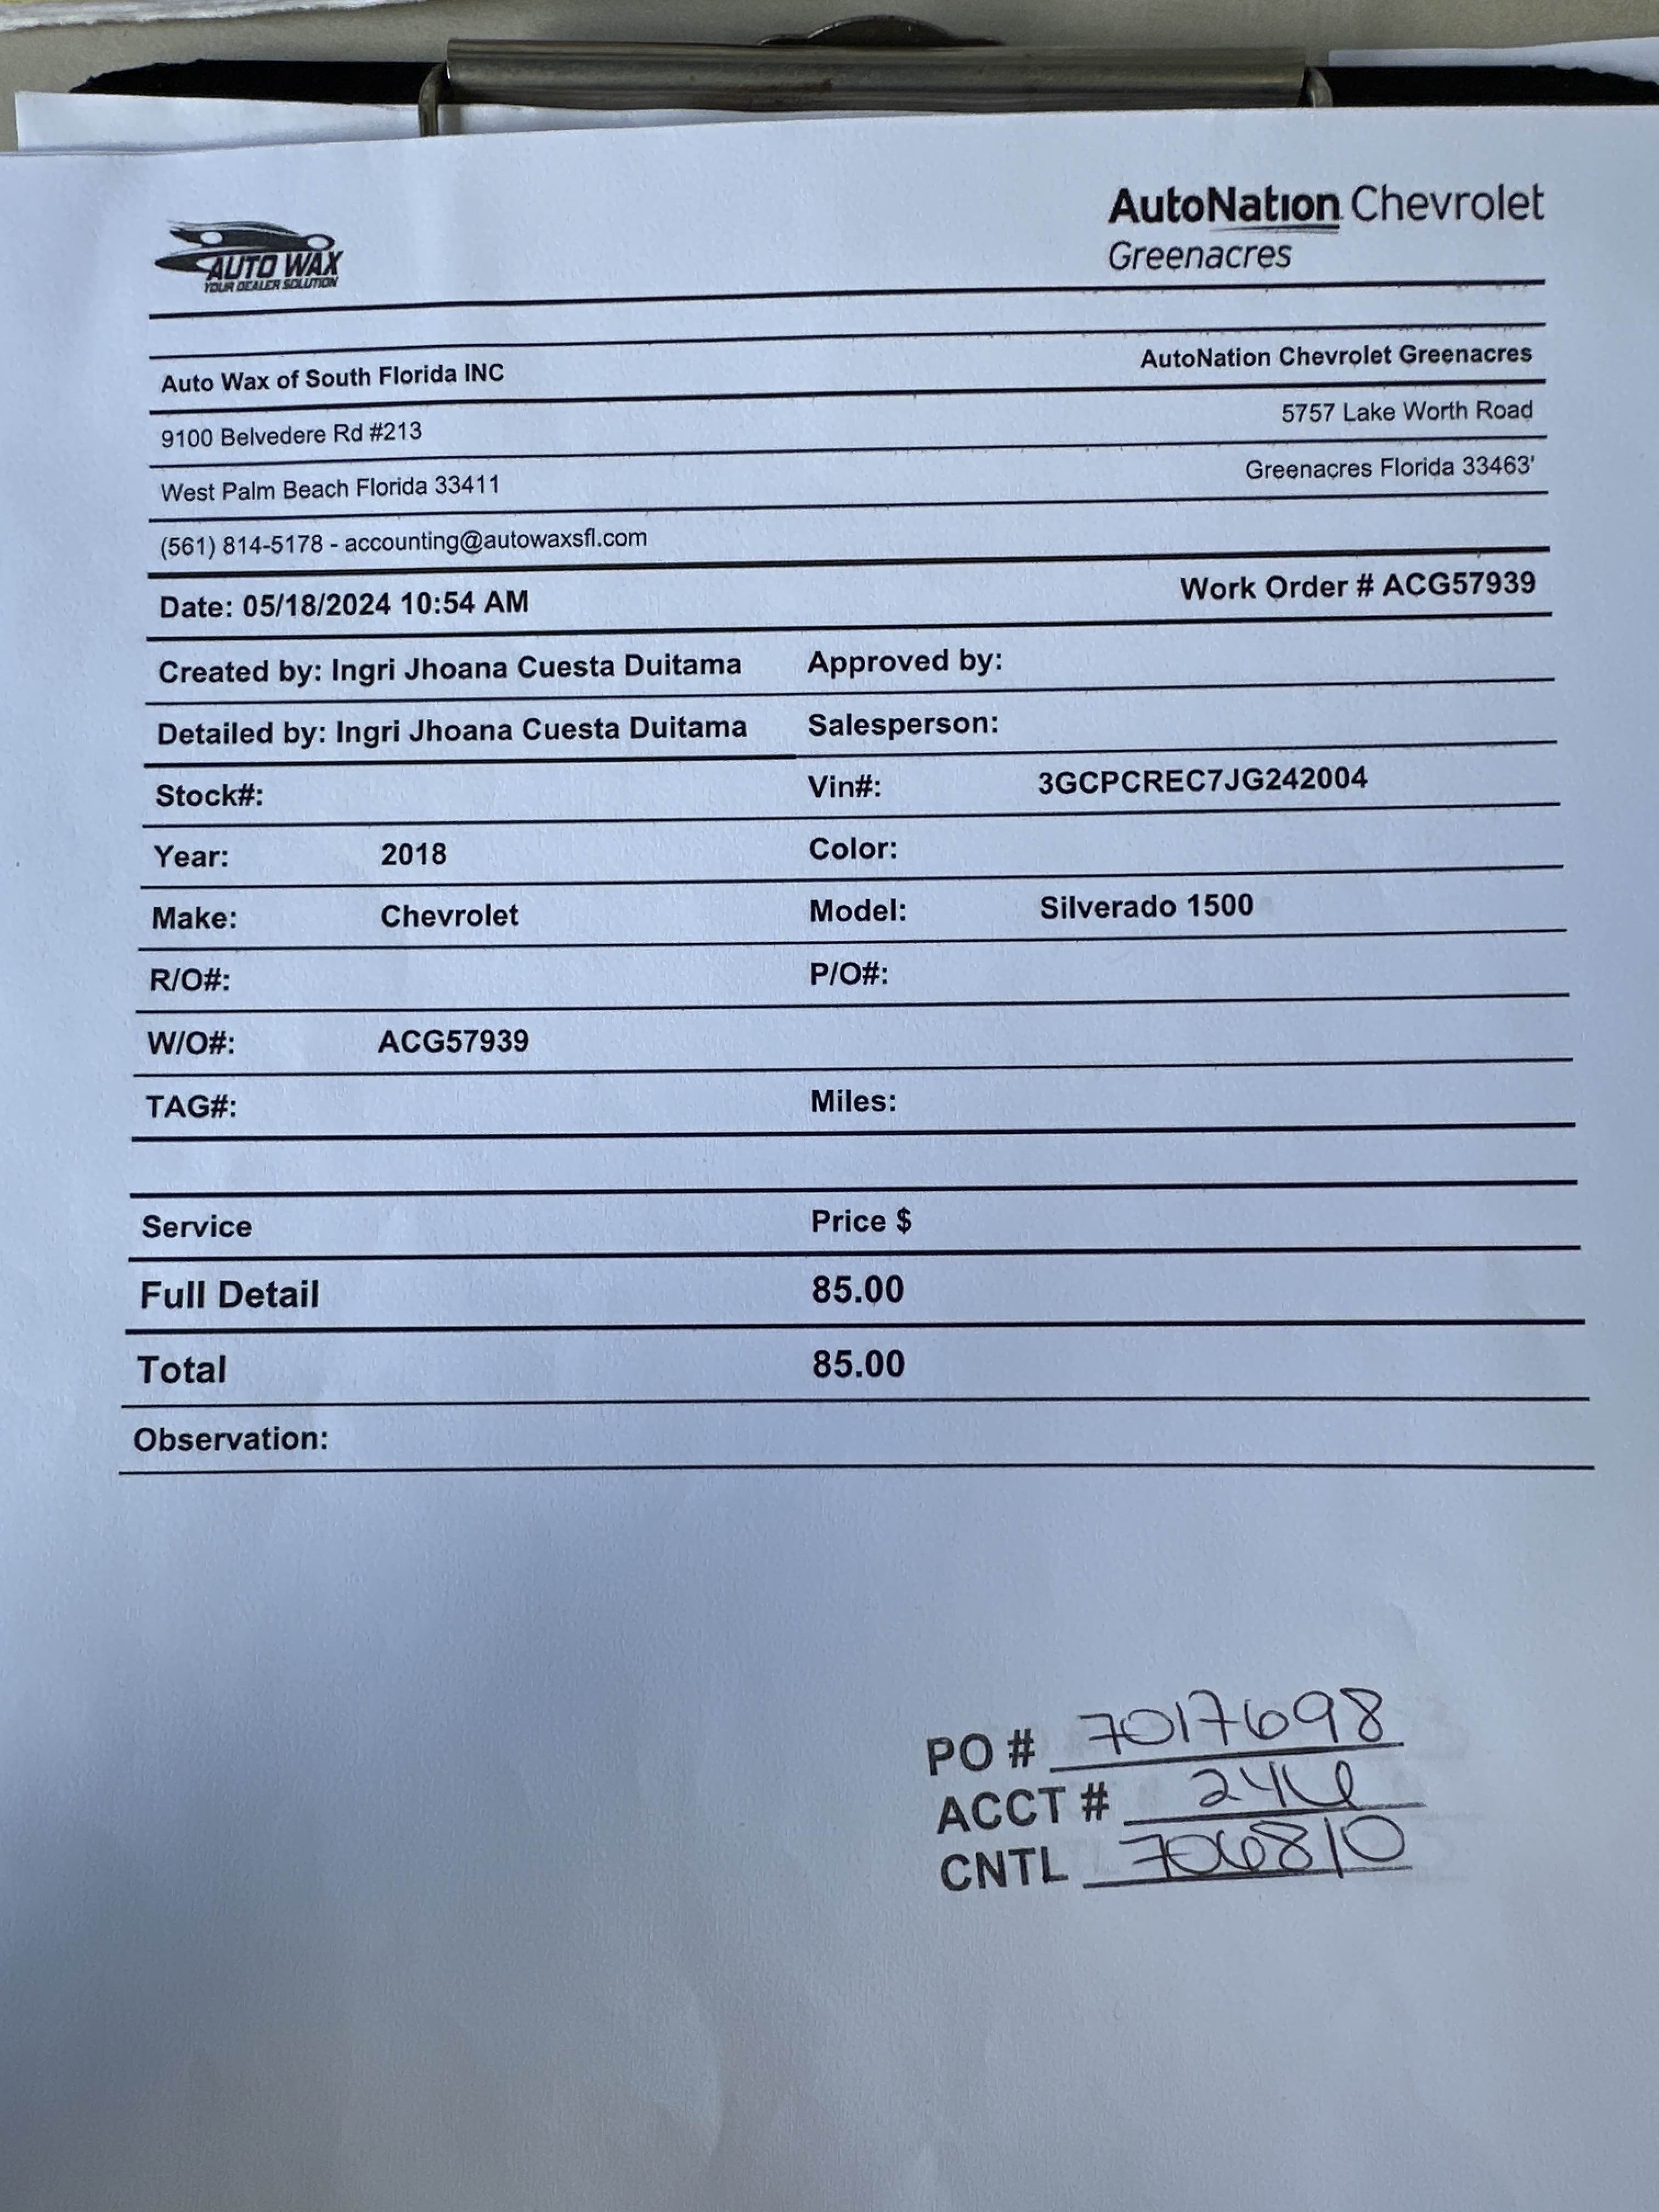 AUTO WAX
YOUR DEALER SOLUTION
AutoNation Chevrolet
Greenacres
Auto Wax of South Florida INC
AutoNation Chevrolet Greenacres
9100 Belvedere Rd #213
5757 Lake Worth Road
West Palm Beach Florida 33411
Greenacres Florida 33463'
(561) 814-5178 - accounting@autowaxsfl.com
Date: 05/18/2024 10:54 AM
Work Order # ACG57939
Created by: Ingri Jhoana Cuesta Duitama Approved by:
Detailed by: Ingri Jhoana Cuesta Duitama Salesperson:
Stock#: Vin#: 3GCPCREC7JG242004
Year: 2018 Color:
Make: Chevrolet Model: Silverado 1500
R/O#: P/O#:
W/O#: ACG57939
TAG#: Miles:
Service Price $
Full Detail 85.00
Total 85.00
Observation:
PO # 7017698
ACCT # 246
CNTL 706810